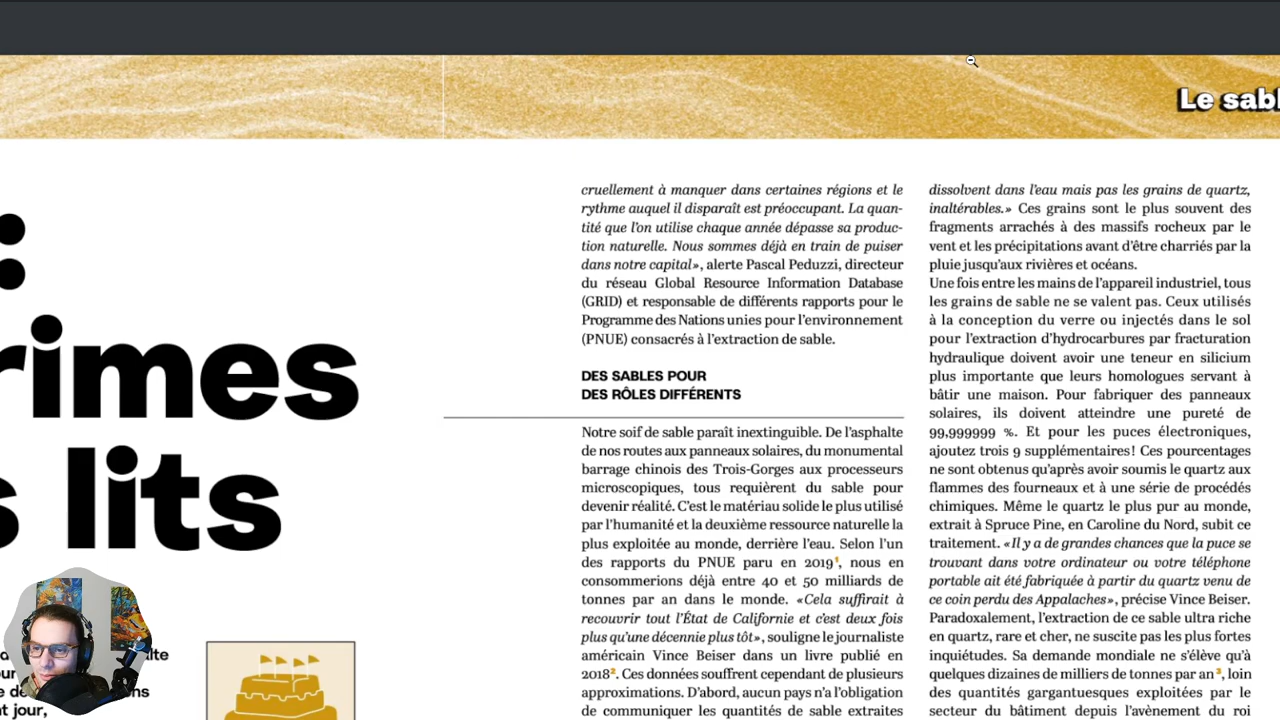 Le sabl
:
rimes
s lits
cruellement à manquer dans certaines régions et le
rythme auquel il disparaît est préoccupant. La quan-
tité que l'on utilise chaque année dépasse sa produc-
tion naturelle. Nous sommes déjà en train de puiser
dans notre capital», alerte Pascal Peduzzi, directeur
du réseau Global Resource Information Database
(GRID) et responsable de différents rapports pour le
Programme des Nations unies pour l'environnement
(PNUE) consacrés à l'extraction de sable.
DES SABLES POUR
DES RÔLES DIFFÉRENTS
Notre soif de sable paraît inextinguible. De l'asphalte
de nos routes aux panneaux solaires, du monumental
barrage chinois des Trois-Gorges aux processeurs
microscopiques, tous requièrent du sable pour
devenir réalité. C'est le matériau solide le plus utilisé
par l'humanité et la deuxième ressource naturelle la
plus exploitée au monde, derrière l'eau. Selon l'un
des rapports du PNUE paru en 2019¹, nous en
consommerions déjà entre 40 et 50 milliards de
tonnes par an dans le monde. «Cela suffirait à
recouvrir tout l'État de Californie et c'est deux fois
plus qu'une décennie plus tôt», souligne le journaliste
américain Vince Beiser dans un livre publié en
2018². Ces données souffrent cependant de plusieurs
approximations. D'abord, aucun pays n'a l'obligation
de communiquer les quantités de sable extraites
dissolvent dans l'eau mais pas les grains de quartz,
inaltérables.» Ces grains sont le plus souvent des
fragments arrachés à des massifs rocheux par le
vent et les précipitations avant d'être charriés par la
pluie jusqu'aux rivières et océans.
Une fois entre les mains de l'appareil industriel, tous
les grains de sable ne se valent pas. Ceux utilisés
à la conception du verre ou injectés dans le sol
pour l'extraction d'hydrocarbures par fracturation
hydraulique doivent avoir une teneur en silicium
plus importante que leurs homologues servant à
bâtir une maison. Pour fabriquer des panneaux
solaires, ils doivent atteindre une pureté de
99,999999 %. Et pour les puces électroniques,
ajoutez trois 9 supplémentaires! Ces pourcentages
ne sont obtenus qu'après avoir soumis le quartz aux
flammes des fourneaux et à une série de procédés
chimiques. Même le quartz le plus pur au monde,
extrait à Spruce Pine, en Caroline du Nord, subit ce
traitement. «Il y a de grandes chances que la puce se
trouvant dans votre ordinateur ou votre téléphone
portable ait été fabriquée à partir du quartz venu de
ce coin perdu des Appalaches», précise Vince Beiser.
Paradoxalement, l'extraction de ce sable ultra riche
en quartz, rare et cher, ne suscite pas les plus fortes
inquiétudes. Sa demande mondiale ne s'élève qu'à
quelques dizaines de milliers de tonnes par an³, loin
des quantités gargantuesques exploitées par le
secteur du bâtiment depuis l'avènement du roi